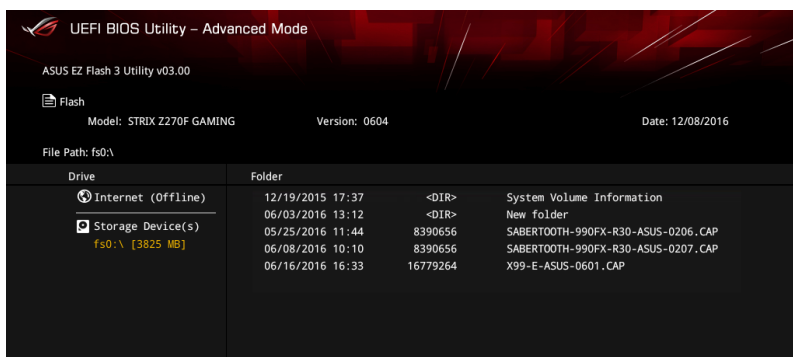 UEFI BIOS Utility – Advanced Mode
ASUS EZ Flash 3 Utility v03.00
Flash
Model: STRIX Z270F GAMING Version: 0604 Date: 12/08/2016
File Path: fs0:\
Drive Folder
Internet (Offline) 12/19/2015 17:37 <DIR> System Volume Information
06/03/2016 13:12 <DIR> New folder
Storage Device(s) 05/25/2016 11:44 8390656 SABERTOOTH-990FX-R30-ASUS-0206.CAP
fs0:\ [3825 MB] 06/08/2016 10:10 8390656 SABERTOOTH-990FX-R30-ASUS-0207.CAP
06/16/2016 16:33 16779264 X99-E-ASUS-0601.CAP